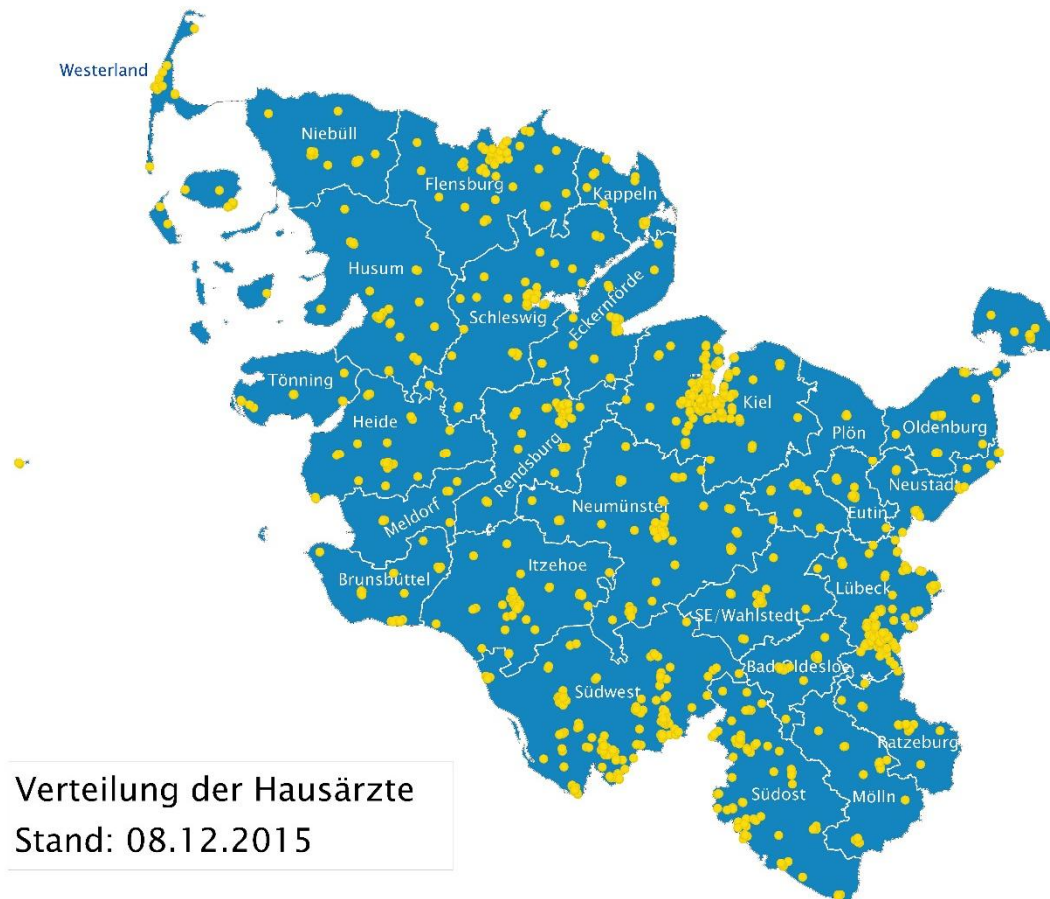 Westerland
Niebüll
Flensburg
Kappeln
Husum
Schleswig
Eckernförde
Tönning
Heide
Kiel
Plön
Oldenburg
Rendsburg
Neustadt
Meldorf
Neumünster
Eutin
Brunsbüttel
Itzehoe
Lübeck
SE/Wahlstedt
Bad Oldesloe
Südwest
Ratzeburg
Südost
Mölln
Verteilung der Hausärzte
Stand: 08.12.2015